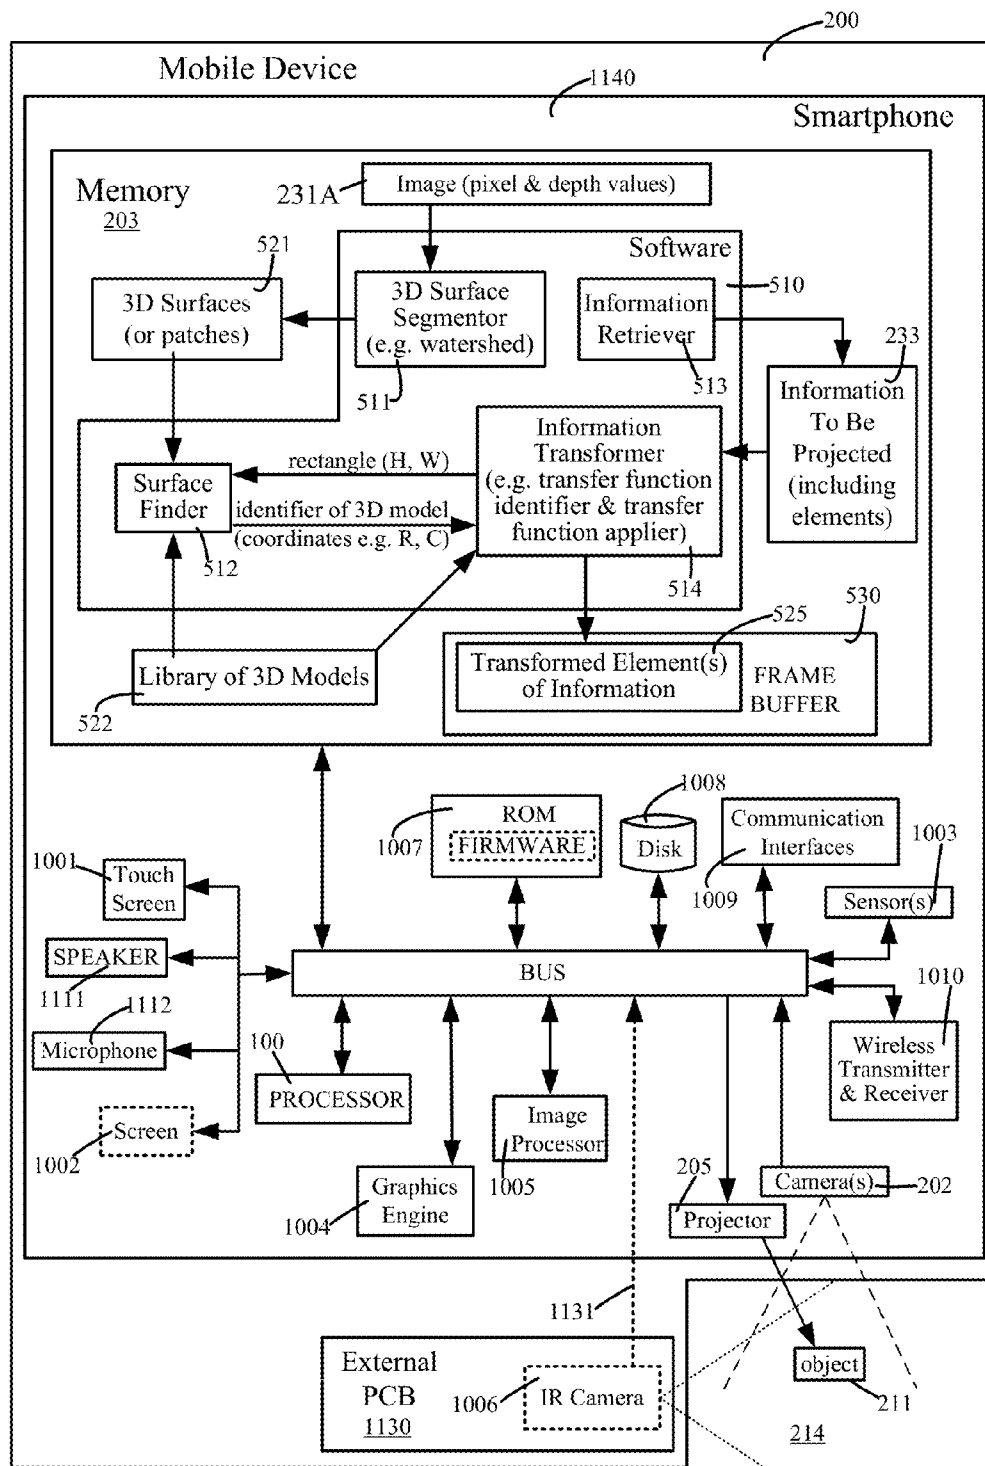 200
Mobile Device
1140
Smartphone
Memory
203
231A
Image (pixel & depth values)
Software
521
3D Surfaces
(or patches)
3D Surface
Segmentor
(e.g. watershed)
511
Information
Retriever
513
510
233
Information
To Be
Projected
(including
elements)
Information
Transformer
(e.g. transfer function
identifier & transfer
function applier)
514
rectangle (H, W)
identifier of 3D model
(coordinates e.g. R, C)
Surface
Finder
512
Library of 3D Models
522
525
530
Transformed Element(s)
of Information
FRAME
BUFFER
1007
ROM
FIRMWARE
1008
Disk
Communication
Interfaces
1009
1003
Sensor(s)
1001
Touch
Screen
SPEAKER
1111
1112
Microphone
Screen
1002
BUS
1010
Wireless
Transmitter
& Receiver
100
PROCESSOR
Image
Processor
1005
Graphics
Engine
1004
205
Projector
Camera(s)
202
1131
External
PCB
1130
1006
IR Camera
object
211
214